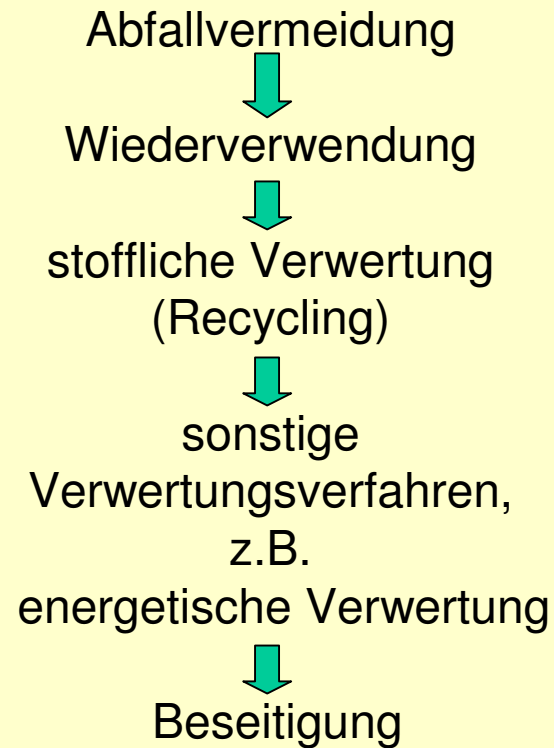 Abfallvermeidung
Wiederverwendung
stoffliche Verwertung
(Recycling)
sonstige
Verwertungsverfahren,
z.B.
energetische Verwertung
Beseitigung